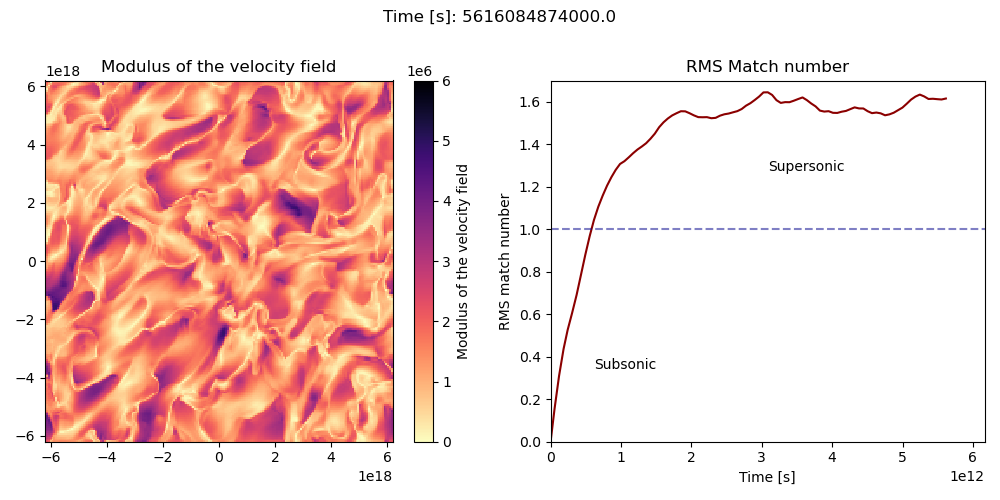 Time [s]: 5616084874000.0
Modulus of the velocity field
1e18
6
4
2
0
−2
−4
−6
−6 −4 −2 0 2 4 6
1e18
1e6
6
5
4
3
2
1
0
Modulus of the velocity field
RMS Match number
RMS match number
1.6
1.4
1.2
1.0
0.8
0.6
0.4
0.2
0.0
Supersonic
Subsonic
0 1 2 3 4 5 6
Time [s]
1e12